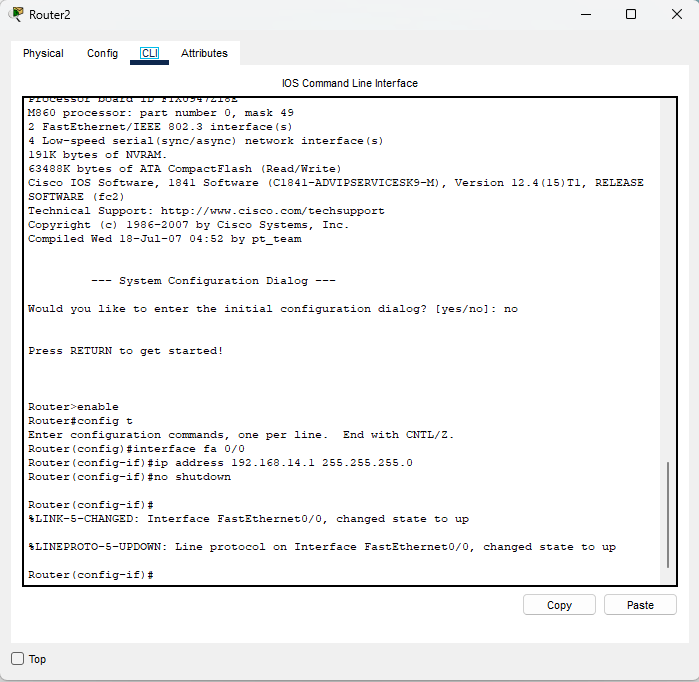 Router2
Physical Config CLI Attributes
IOS Command Line Interface
Processor board ID FTX0947Z18E
M860 processor: part number 0, mask 49
2 FastEthernet/IEEE 802.3 interface(s)
4 Low-speed serial(sync/async) network interface(s)
191K bytes of NVRAM.
63488K bytes of ATA CompactFlash (Read/Write)
Cisco IOS Software, 1841 Software (C1841-ADVIPSERVICESK9-M), Version 12.4(15)T1, RELEASE
SOFTWARE (fc2)
Technical Support: http://www.cisco.com/techsupport
Copyright (c) 1986-2007 by Cisco Systems, Inc.
Compiled Wed 18-Jul-07 04:52 by pt_team
--- System Configuration Dialog ---
Would you like to enter the initial configuration dialog? [yes/no]: no
Press RETURN to get started!
Router>enable
Router#config t
Enter configuration commands, one per line.  End with CNTL/Z.
Router(config)#interface fa 0/0
Router(config-if)#ip address 192.168.14.1 255.255.255.0
Router(config-if)#no shutdown
Router(config-if)#
%LINK-5-CHANGED: Interface FastEthernet0/0, changed state to up
%LINEPROTO-5-UPDOWN: Line protocol on Interface FastEthernet0/0, changed state to up
Router(config-if)#
Copy Paste
Top